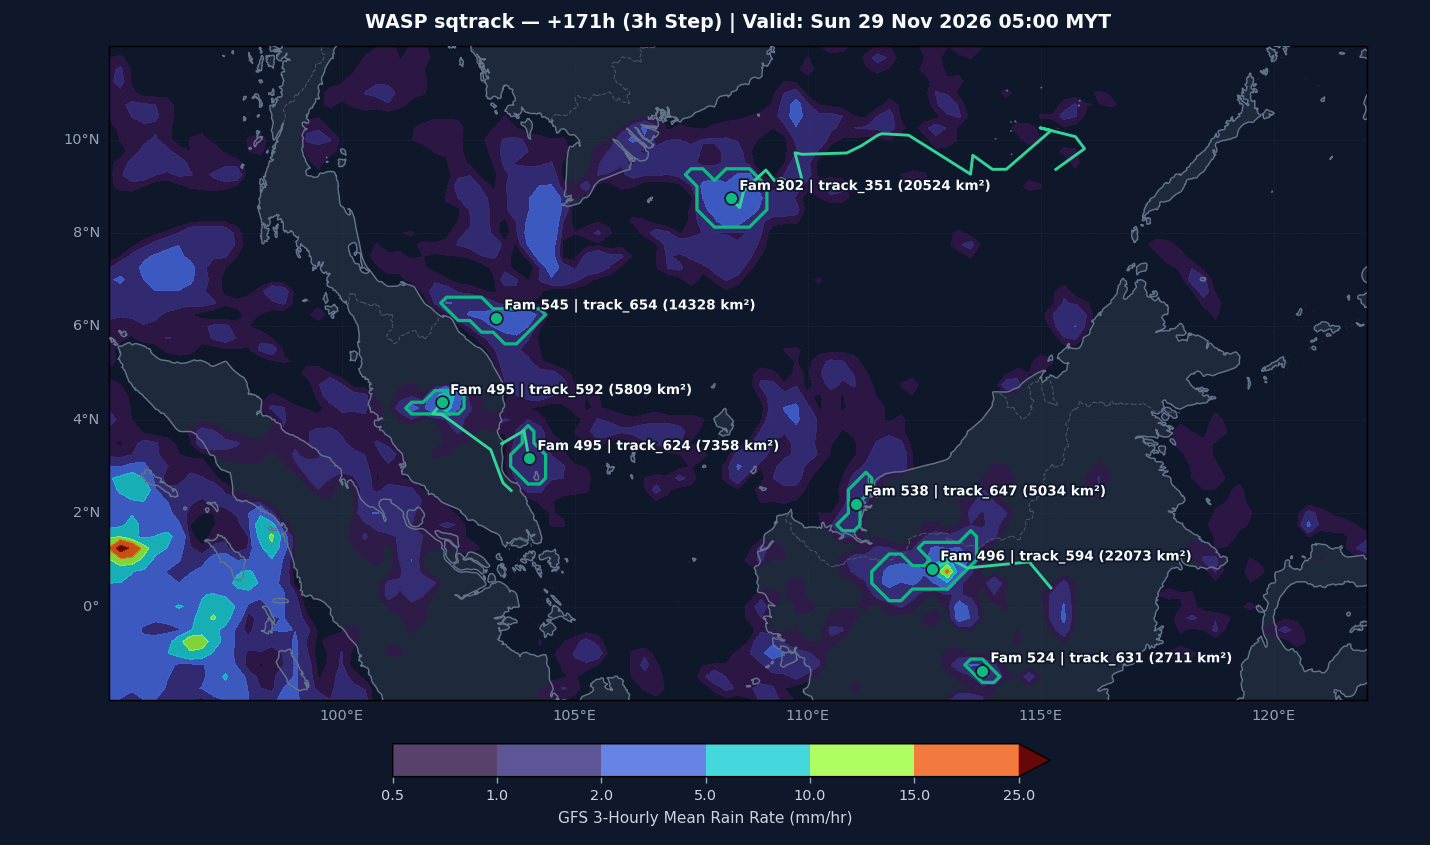 WASP sqtrack — +171h (3h Step) | Valid: Sun 29 Nov 2026 05:00 MYT
10°N
8°N
6°N
4°N
2°N
0°
Fam 302 | track_351 (20524 km²)
Fam 545 | track_654 (14328 km²)
Fam 495 | track_592 (5809 km²)
Fam 495 | track_624 (7358 km²)
Fam 538 | track_647 (5034 km²)
Fam 496 | track_594 (22073 km²)
Fam 524 | track_631 (2711 km²)
100°E 105°E 110°E 115°E 120°E
0.5 1.0 2.0 5.0 10.0 15.0 25.0
GFS 3-Hourly Mean Rain Rate (mm/hr)